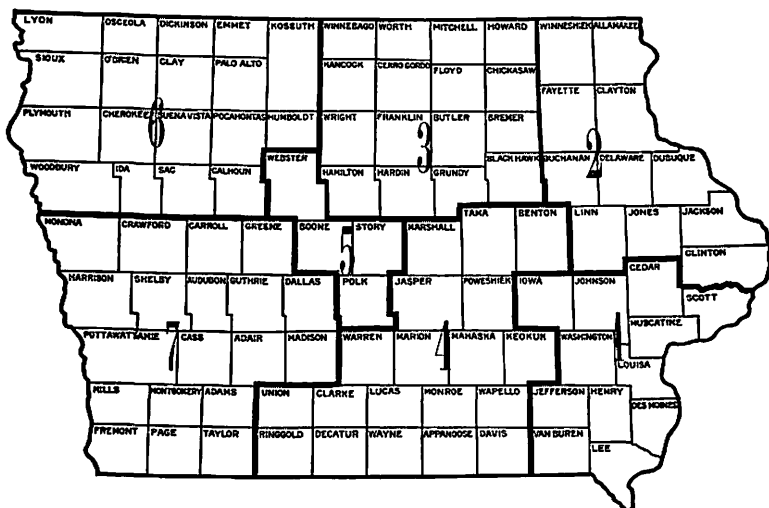 LYON OSCEOLA DICKINSON EMMET KOSSUTH WINNEBAGO WORTH MITCHELL HOWARD WINNESHIEK ALLAMAKEE
SIOUX O'BRIEN CLAY PALO ALTO HANCOCK CERRO GORDO FLOYD CHICKASAW
FAYETTE CLAYTON
PLYMOUTH CHEROKEE BUENA VISTA POCAHONTAS HUMBOLDT WRIGHT FRANKLIN BUTLER BREMER
6 3 2
WOODBURY IDA SAC CALHOUN WEBSTER HAMILTON HARDIN GRUNDY BLACK HAWK BUCHANAN DELAWARE DUBUQUE
MONONA CRAWFORD CARROLL GREENE BOONE STORY MARSHALL TAMA BENTON LINN JONES JACKSON
5
CLINTON
HARRISON SHELBY AUDUBON GUTHRIE DALLAS POLK JASPER POWESHIEK IOWA JOHNSON CEDAR
SCOTT
MUSCATINE
POTTAWATTAMIE CASS ADAIR MADISON WARREN MARION MAHASKA KEOKUK WASHINGTON
7 4 1
LOUISA
MILLS MONTGOMERY ADAMS UNION CLARKE LUCAS MONROE WAPELLO JEFFERSON HENRY
DES MOINES
FREMONT PAGE TAYLOR RINGGOLD DECATUR WAYNE APPANOOSE DAVIS VAN BUREN
LEE